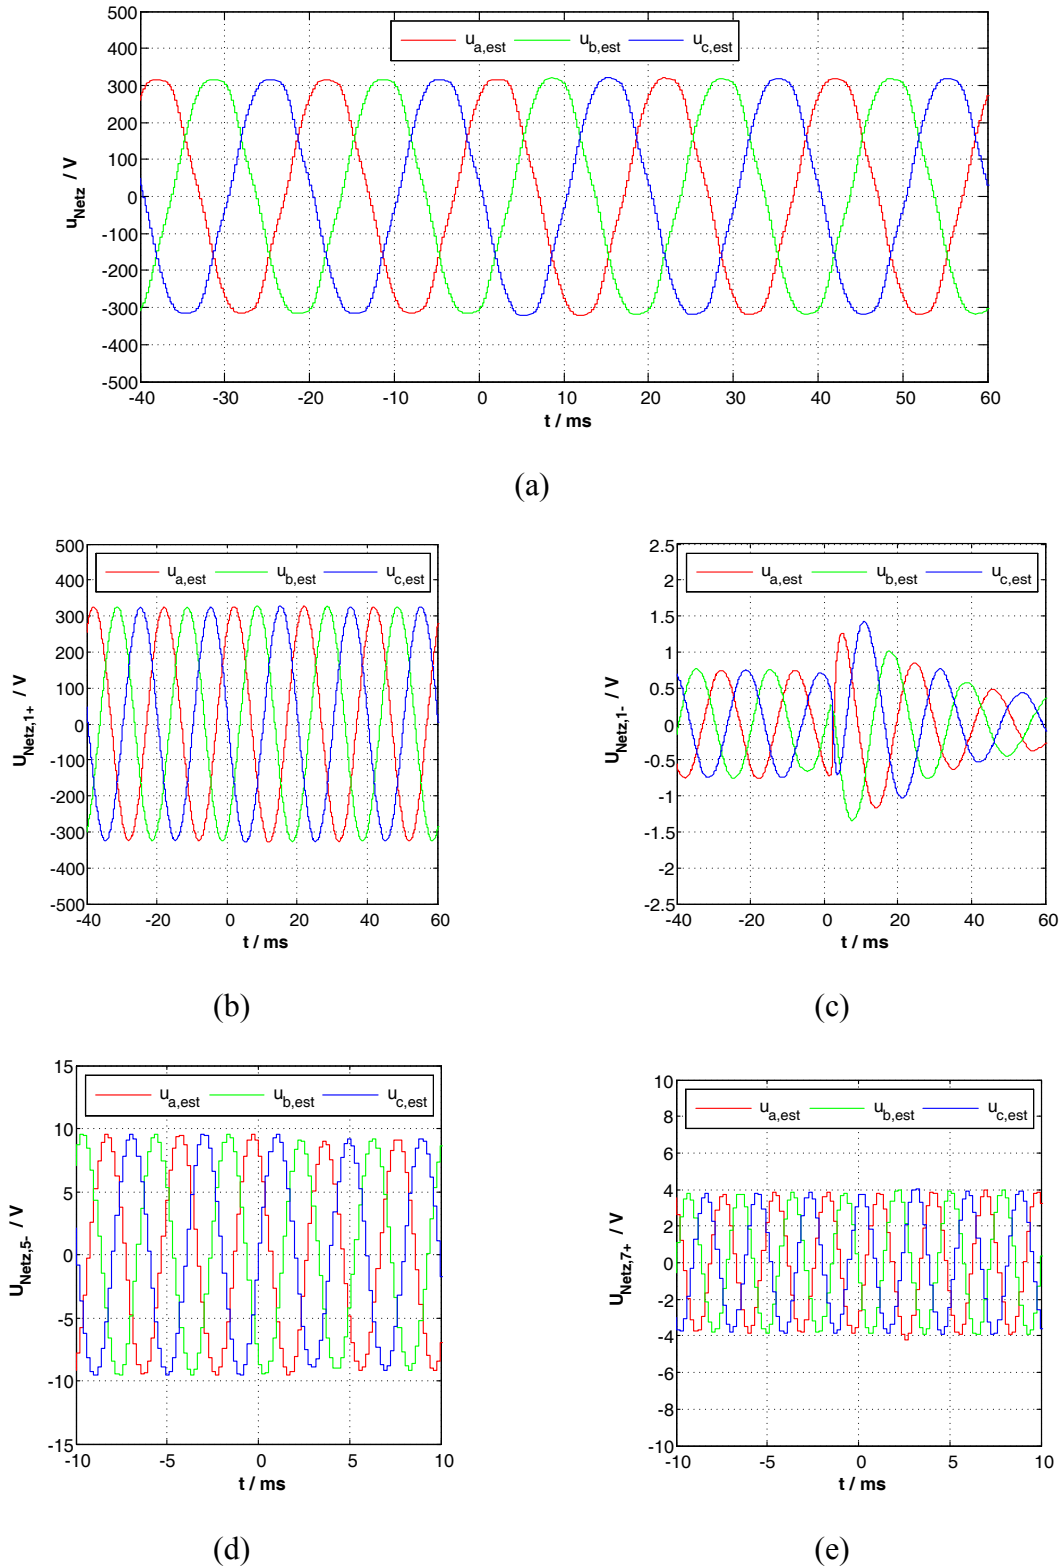 500
400
300
200
100
0
-100
-200
-300
-400
-500
u_Netz / V
u_a,est u_b,est u_c,est
-40 -30 -20 -10 0 10 20 30 40 50 60
t / ms
(a)
500
400
300
200
100
0
-100
-200
-300
-400
-500
U_Netz,1+ / V
u_a,est u_b,est u_c,est
-40 -20 0 20 40 60
t / ms
(b)
2.5
2
1.5
1
0.5
0
-0.5
-1
-1.5
-2
-2.5
U_Netz,1- / V
u_a,est u_b,est u_c,est
-40 -20 0 20 40 60
t / ms
(c)
15
10
5
0
-5
-10
-15
U_Netz,5- / V
u_a,est u_b,est u_c,est
-10 -5 0 5 10
t / ms
(d)
10
8
6
4
2
0
-2
-4
-6
-8
-10
U_Netz,7+ / V
u_a,est u_b,est u_c,est
-10 -5 0 5 10
t / ms
(e)